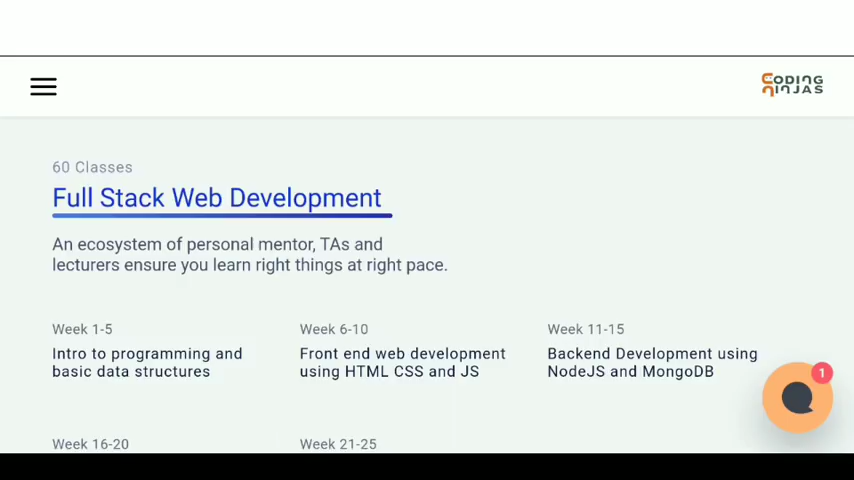 CODING
NINJAS
60 Classes
Full Stack Web Development
An ecosystem of personal mentor, TAs and
lecturers ensure you learn right things at right pace.
Week 1-5
Intro to programming and
basic data structures
Week 6-10
Front end web development
using HTML CSS and JS
Week 11-15
Backend Development using
NodeJS and MongoDB
1
Week 16-20
Week 21-25